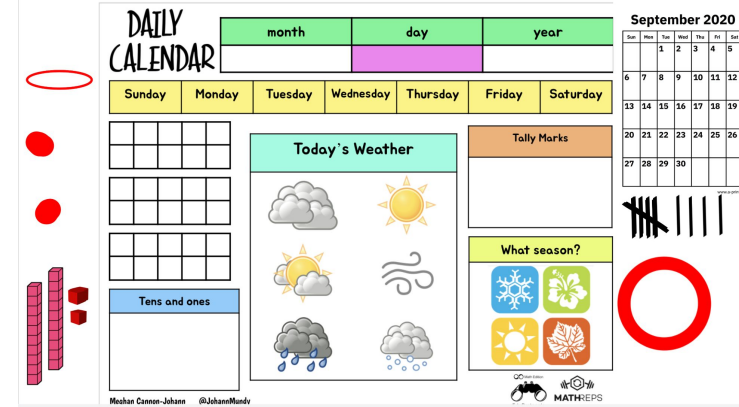 DAILY
CALENDAR
month day year
Sunday Monday Tuesday Wednesday Thursday Friday Saturday
Today's Weather
Tally Marks
What season?
Tens and ones
Meghan Cannon-Johann @JohannMundy
Math Edition
MATHREPS
September 2020
Sun Mon Tue Wed Thu Fri Sat
1 2 3 4 5
6 7 8 9 10 11 12
13 14 15 16 17 18 19
20 21 22 23 24 25 26
27 28 29 30